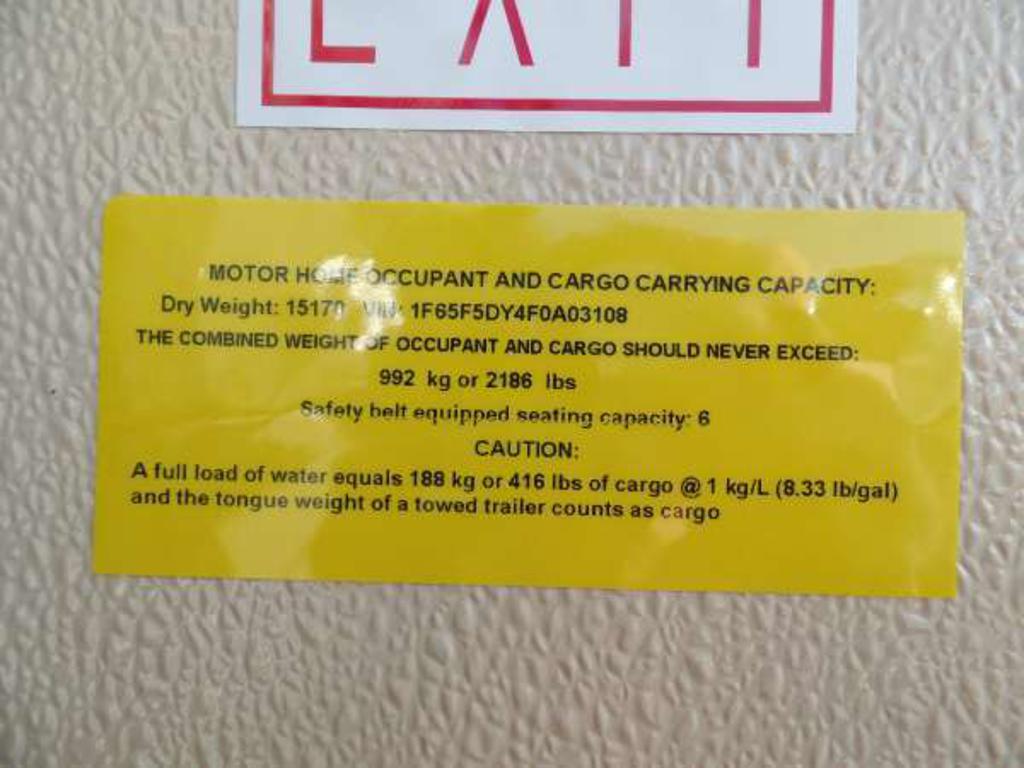 EXIT
MOTOR HOME OCCUPANT AND CARGO CARRYING CAPACITY:
Dry Weight: 15170 VIN: 1F65F5DY4F0A03108
THE COMBINED WEIGHT OF OCCUPANT AND CARGO SHOULD NEVER EXCEED:
992 kg or 2186 lbs
Safety belt equipped seating capacity: 6
CAUTION:
A full load of water equals 188 kg or 416 lbs of cargo @ 1 kg/L (8.33 lb/gal)
and the tongue weight of a towed trailer counts as cargo